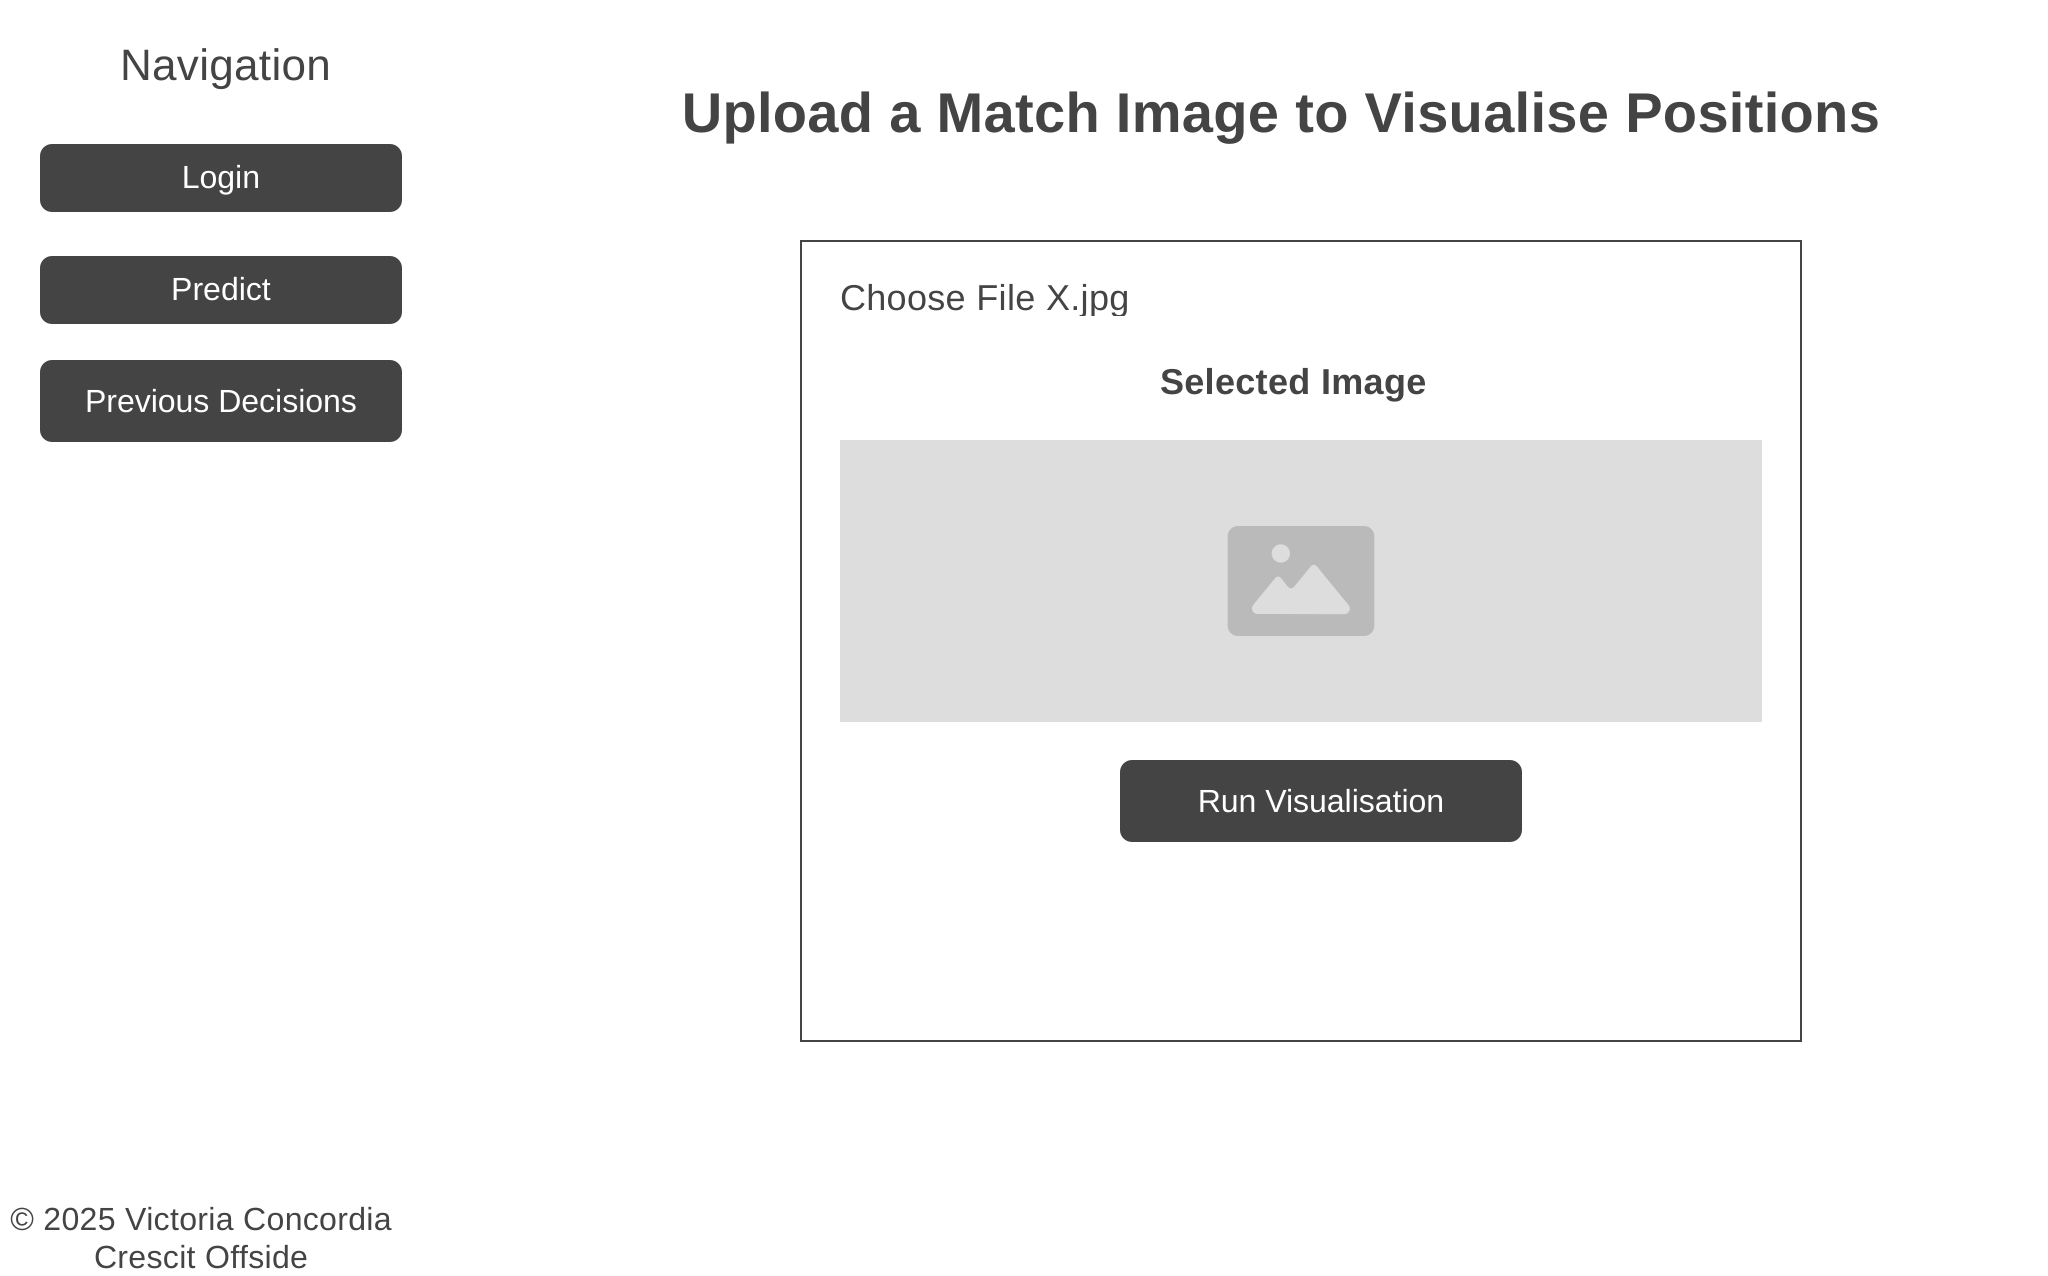 Navigation
Login
Predict
Previous Decisions
Upload a Match Image to Visualise Positions
Choose File X.jpg
Selected Image
Run Visualisation
© 2025 Victoria Concordia
Crescit Offside